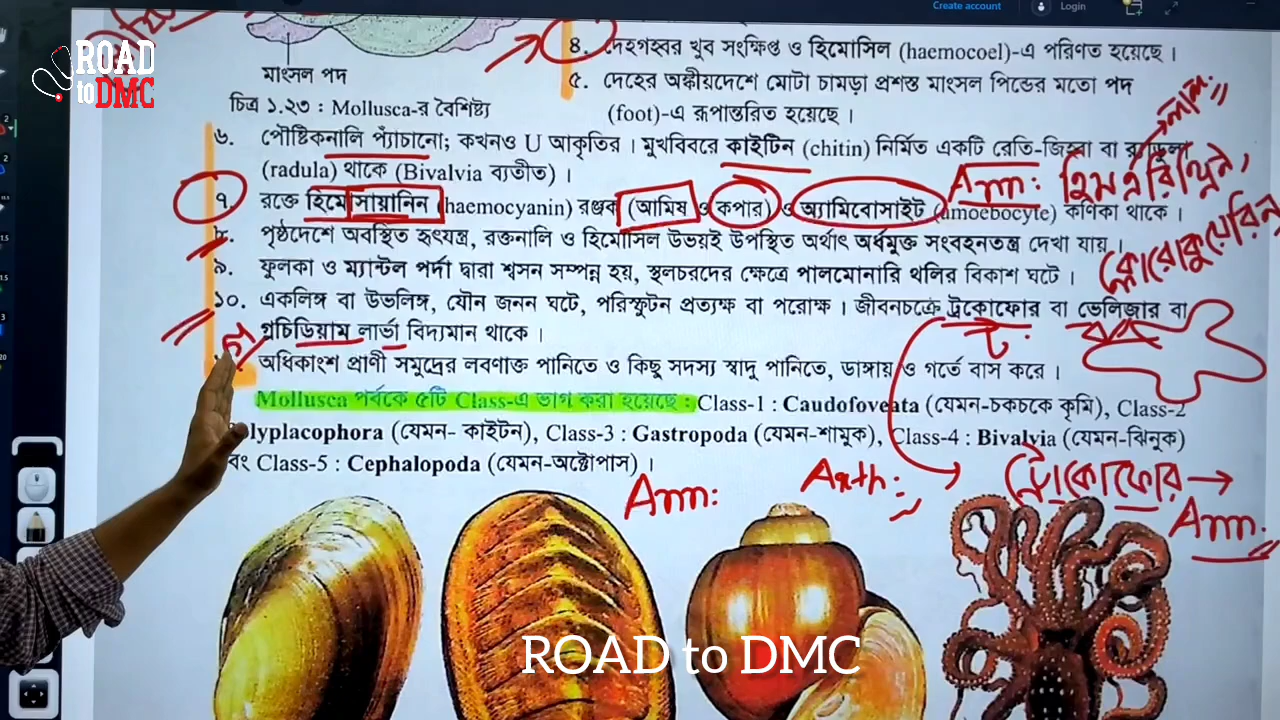 Create account
Login
ROAD
to DMC
৪. দেহগহ্বর খুব সংক্ষিপ্ত ও হিমোসিল (haemocoel)-এ পরিণত হয়েছে ।
মাংসল পদ
৫. দেহের অঙ্কীয়দেশে মোটা চামড়া প্রশস্ত মাংসল পিন্ডের মতো পদ
চিত্র ১.২৩ : Mollusca-র বৈশিষ্ট্য
(foot)-এ রূপান্তরিত হয়েছে ।
৬. পৌষ্টিকনালি প্যাঁচানো; কখনও U আকৃতির । মুখবিবরে কাইটিন (chitin) নির্মিত একটি রেতি-জিহ্বা বা র‍্যাডুলা
(radula) থাকে (Bivalvia ব্যতীত) ।
৭. রক্তে হিমোসায়ানিন (haemocyanin) রঞ্জক (আমিষ ও কপার) ও অ্যামিবোসাইট (amoebocyte) কণিকা থাকে ।
লাল:
Ann: হিমএরিথ্রিন,
ক্লোরোক্রুয়োরিন
৮. পৃষ্ঠদেশে অবস্থিত হৃৎযন্ত্র, রক্তনালি ও হিমোসিল উভয়ই উপস্থিত অর্থাৎ অর্ধমুক্ত সংবহনতন্ত্র দেখা যায় ।
৯. ফুলকা ও ম্যান্টল পর্দা দ্বারা শ্বসন সম্পন্ন হয়, স্থলচরদের ক্ষেত্রে পালমোনারি থলির বিকাশ ঘটে ।
১০. একলিঙ্গ বা উভলিঙ্গ, যৌন জনন ঘটে, পরিস্ফুটন প্রত্যক্ষ বা পরোক্ষ । জীবনচক্রে ট্রকোফোর বা ভেলিজার বা
গ্লচিডিয়াম লার্ভা বিদ্যমান থাকে ।
অধিকাংশ প্রাণী সমুদ্রের লবণাক্ত পানিতে ও কিছু সদস্য স্বাদু পানিতে, ডাঙ্গায় ও গর্তে বাস করে ।
Mollusca পর্বকে ৫টি Class-এ ভাগ করা হয়েছে : Class-1 : Caudofoveata (যেমন-চকচকে কৃমি), Class-2
Polyplacophora (যেমন- কাইটন), Class-3 : Gastropoda (যেমন-শামুক), Class-4 : Bivalvia (যেমন-ঝিনুক)
এবং Class-5 : Cephalopoda (যেমন-অক্টোপাস) ।
Ann:
Arth:
ট্রোকোফোর →
Ann.
ROAD to DMC